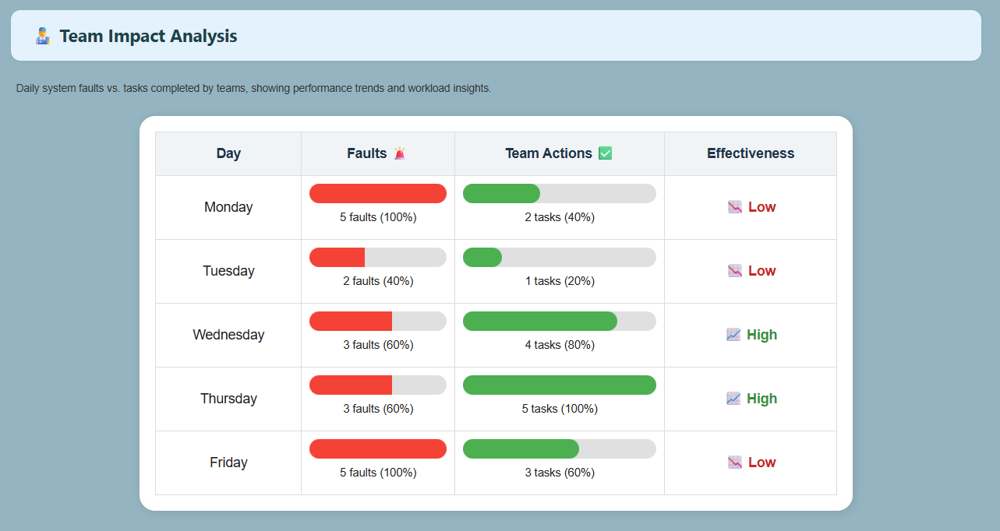 Team Impact Analysis
Daily system faults vs. tasks completed by teams, showing performance trends and workload insights.
Day Faults Team Actions Effectiveness
Monday 5 faults (100%) 2 tasks (40%) Low
Tuesday 2 faults (40%) 1 tasks (20%) Low
Wednesday 3 faults (60%) 4 tasks (80%) High
Thursday 3 faults (60%) 5 tasks (100%) High
Friday 5 faults (100%) 3 tasks (60%) Low